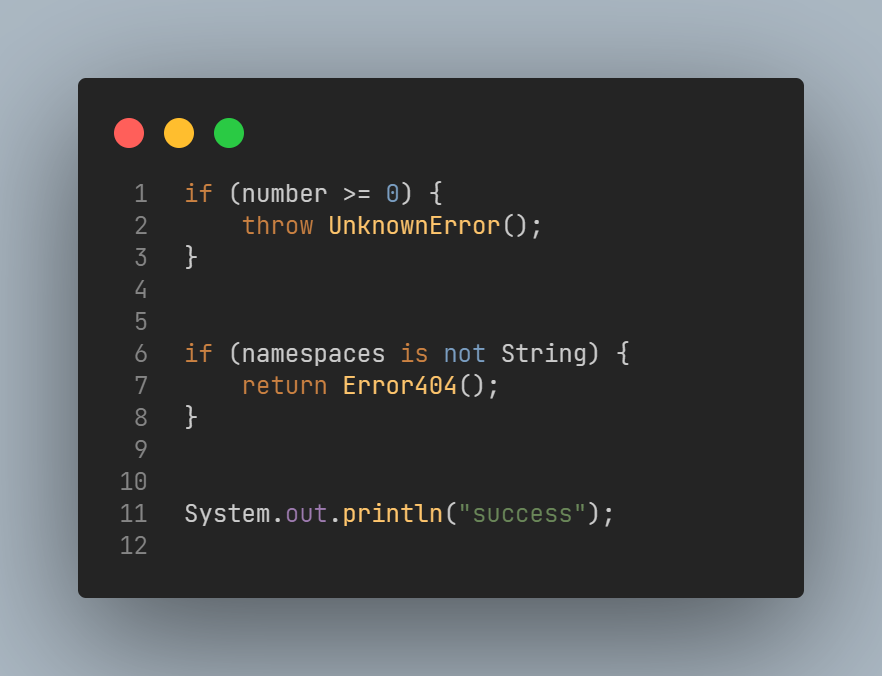 1 if (number >= 0) {
2     throw UnknownError();
3 }
4
5
6 if (namespaces is not String) {
7     return Error404();
8 }
9
10
11 System.out.println("success");
12